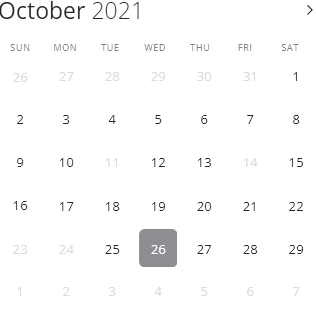 October 2021
SUN MON TUE WED THU FRI SAT
26 27 28 29 30 31 1
2 3 4 5 6 7 8
9 10 11 12 13 14 15
16 17 18 19 20 21 22
23 24 25 26 27 28 29
1 2 3 4 5 6 7